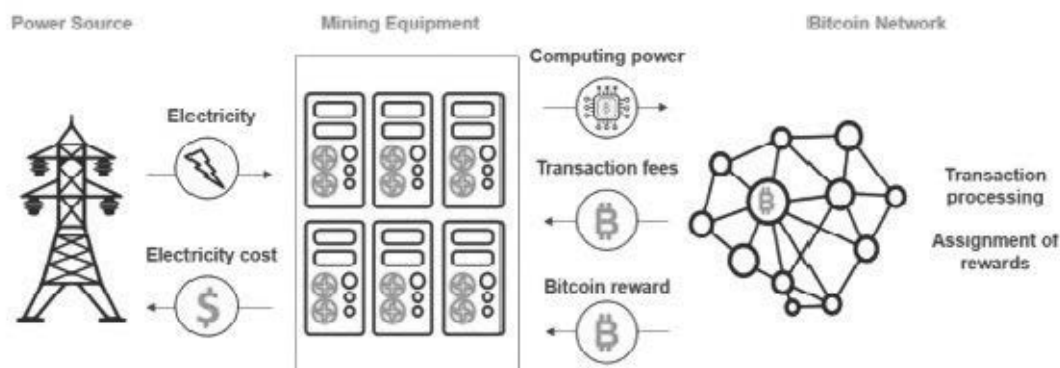 Power Source
Mining Equipment
Bitcoin Network
Electricity
Electricity cost
$
Computing power
Transaction fees
Bitcoin reward
Transaction
processing
Assignment of
rewards